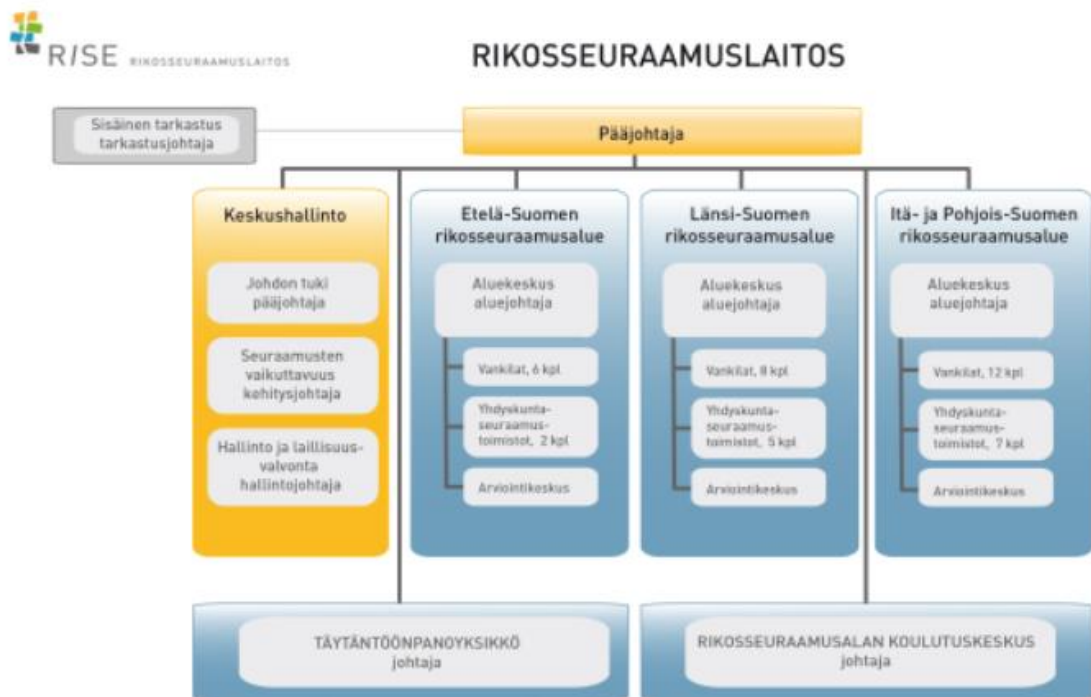 RISE RIKOSSEURAAMUSLAITOS
RIKOSSEURAAMUSLAITOS
Sisäinen tarkastus
tarkastusjohtaja
Pääjohtaja
Keskushallinto
Johdon tuki
pääjohtaja
Seuraamusten
vaikuttavuus
kehitysjohtaja
Hallinto ja laillisuus-
valvonta
hallintojohtaja
Etelä-Suomen
rikosseuraamusalue
Aluekeskus
aluejohtaja
Vankilat, 6 kpl
Yhdyskunta-
seuraamus-
toimistot, 2 kpl
Arviointikeskus
Länsi-Suomen
rikosseuraamusalue
Aluekeskus
aluejohtaja
Vankilat, 8 kpl
Yhdyskunta-
seuraamus-
toimistot, 5 kpl
Arviointikeskus
Itä- ja Pohjois-Suomen
rikosseuraamusalue
Aluekeskus
aluejohtaja
Vankilat, 12 kpl
Yhdyskunta-
seuraamus-
toimistot, 7 kpl
Arviointikeskus
TÄYTÄNTÖÖNPANOYKSIKKÖ
johtaja
RIKOSSEURAAMUSALAN KOULUTUSKESKUS
johtaja